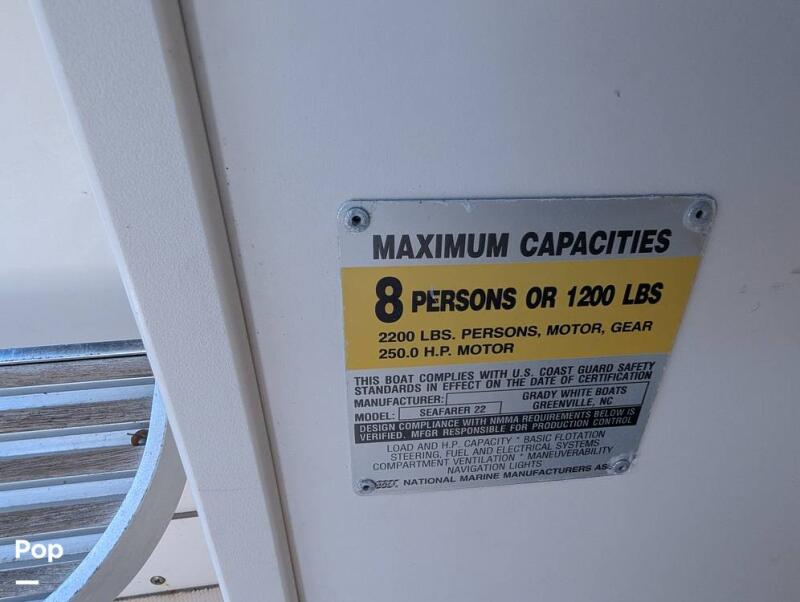 MAXIMUM CAPACITIES
8 PERSONS OR 1200 LBS
2200 LBS. PERSONS, MOTOR, GEAR
250.0 H.P. MOTOR
THIS BOAT COMPLIES WITH U.S. COAST GUARD SAFETY
STANDARDS IN EFFECT ON THE DATE OF CERTIFICATION
MANUFACTURER: GRADY WHITE BOATS
GREENVILLE, NC
MODEL: SEAFARER 22
DESIGN COMPLIANCE WITH NMMA REQUIREMENTS BELOW IS
VERIFIED. MFGR RESPONSIBLE FOR PRODUCTION CONTROL
LOAD AND H.P. CAPACITY * BASIC FLOTATION
STEERING, FUEL AND ELECTRICAL SYSTEMS
COMPARTMENT VENTILATION * MANEUVERABILITY
NAVIGATION LIGHTS
NATIONAL MARINE MANUFACTURERS
Pop